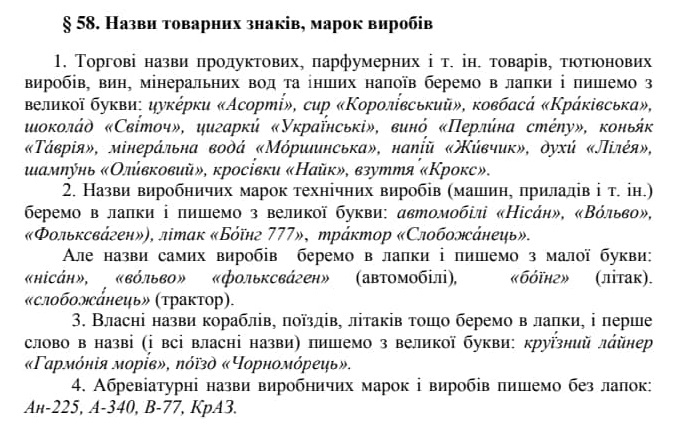 § 58. Назви товарних знаків, марок виробів
1. Торгові назви продуктових, парфумерних і т. ін. товарів, тютюнових
виробів, вин, мінеральних вод та інших напоїв беремо в лапки і пишемо з
великої букви: цуке́рки «Асорті́», сир «Королі́вський», ковбаса́ «Кра́ківська»,
шокола́д «Сві́точ», цигарки́ «Украї́нські», вино́ «Перли́на сте́пу», конья́к
«Та́врія», мінера́льна вода́ «Мо́ршинська», напі́й «Жи́вчик», духи́ «Ліле́я»,
шампу́нь «Оли́вковий», кросі́вки «Найк», взуття́ «Крокс».
2. Назви виробничих марок технічних виробів (машин, приладів і т. ін.)
беремо в лапки і пишемо з великої букви: автомобілі «Ніса́н», «Во́льво»,
«Фольксва́ген»), літак «Бо́їнг 777», тра́ктор «Слобожа́нець».
Але назви самих виробів беремо в лапки і пишемо з малої букви:
«ніса́н», «во́льво» «фольксва́ген» (автомобілі), «бо́їнг» (літак).
«слобожа́нець» (трактор).
3. Власні назви кораблів, поїздів, літаків тощо беремо в лапки, і перше
слово в назві (і всі власні назви) пишемо з великої букви: круї́зний ла́йнер
«Гармо́нія морі́в», по́їзд «Чорномо́рець».
4. Абревіатурні назви виробничих марок і виробів пишемо без лапок:
Ан-225, А-340, В-77, КрАЗ.